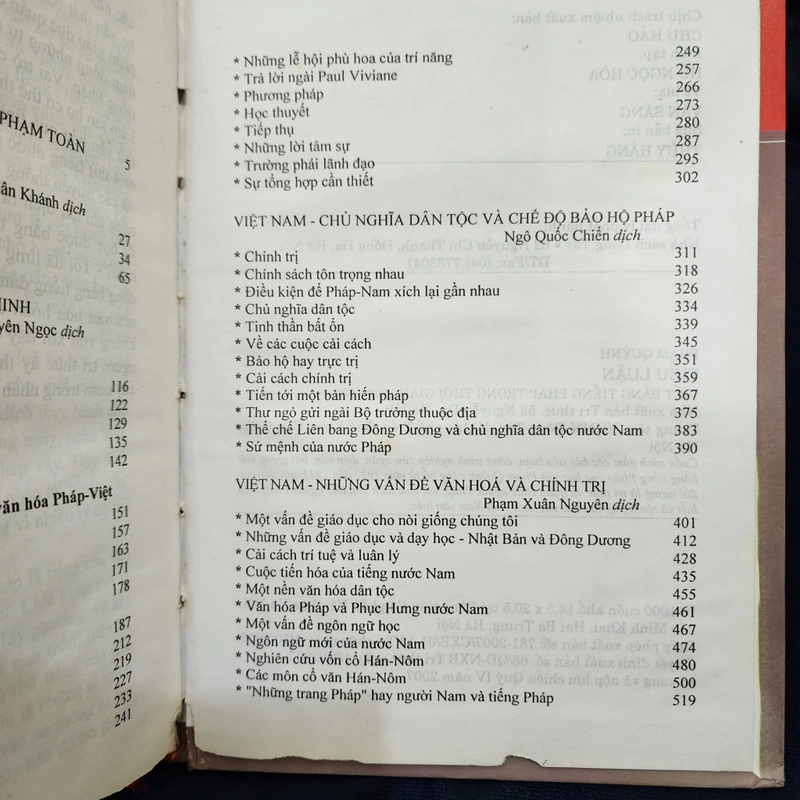 PHẠM TOÀN
5
ân Khánh dịch
27
34
65
MINH
yên Ngọc dịch
116
122
129
135
142
văn hóa Pháp-Việt
151
157
163
171
178
187
212
219
227
233
241
* Những lễ hội phù hoa của trí năng 249
* Trả lời ngài Paul Viviane 257
* Phương pháp 266
* Học thuyết 273
* Tiếp thụ 280
* Những lời tâm sự 287
* Trường phái lãnh đạo 295
* Sự tổng hợp cần thiết 302
VIỆT NAM - CHỦ NGHĨA DÂN TỘC VÀ CHẾ ĐỘ BẢO HỘ PHÁP
Ngô Quốc Chiến dịch
* Chính trị 311
* Chính sách tôn trọng nhau 318
* Điều kiện để Pháp-Nam xích lại gần nhau 326
* Chủ nghĩa dân tộc 334
* Tinh thần bất ổn 339
* Về các cuộc cải cách 345
* Bảo hộ hay trực trị 351
* Cải cách chính trị 359
* Tiến tới một bản hiến pháp 367
* Thư ngỏ gửi ngài Bộ trưởng thuộc địa 375
* Thể chế Liên bang Đông Dương và chủ nghĩa dân tộc nước Nam 383
* Sứ mệnh của nước Pháp 390
VIỆT NAM - NHỮNG VẤN ĐỀ VĂN HOÁ VÀ CHÍNH TRỊ
Phạm Xuân Nguyên dịch
* Một vấn đề giáo dục cho nòi giống chúng tôi 401
* Những vấn đề giáo dục và dạy học - Nhật Bản và Đông Dương 412
* Cải cách trí tuệ và luân lý 428
* Cuộc tiến hóa của tiếng nước Nam 435
* Một nền văn hóa dân tộc 455
* Văn hóa Pháp và Phục Hưng nước Nam 461
* Một vấn đề ngôn ngữ học 467
* Ngôn ngữ mới của nước Nam 474
* Nghiên cứu vốn cổ Hán-Nôm 480
* Các môn cổ văn Hán-Nôm 500
* "Những trang Pháp" hay người Nam và tiếng Pháp 519